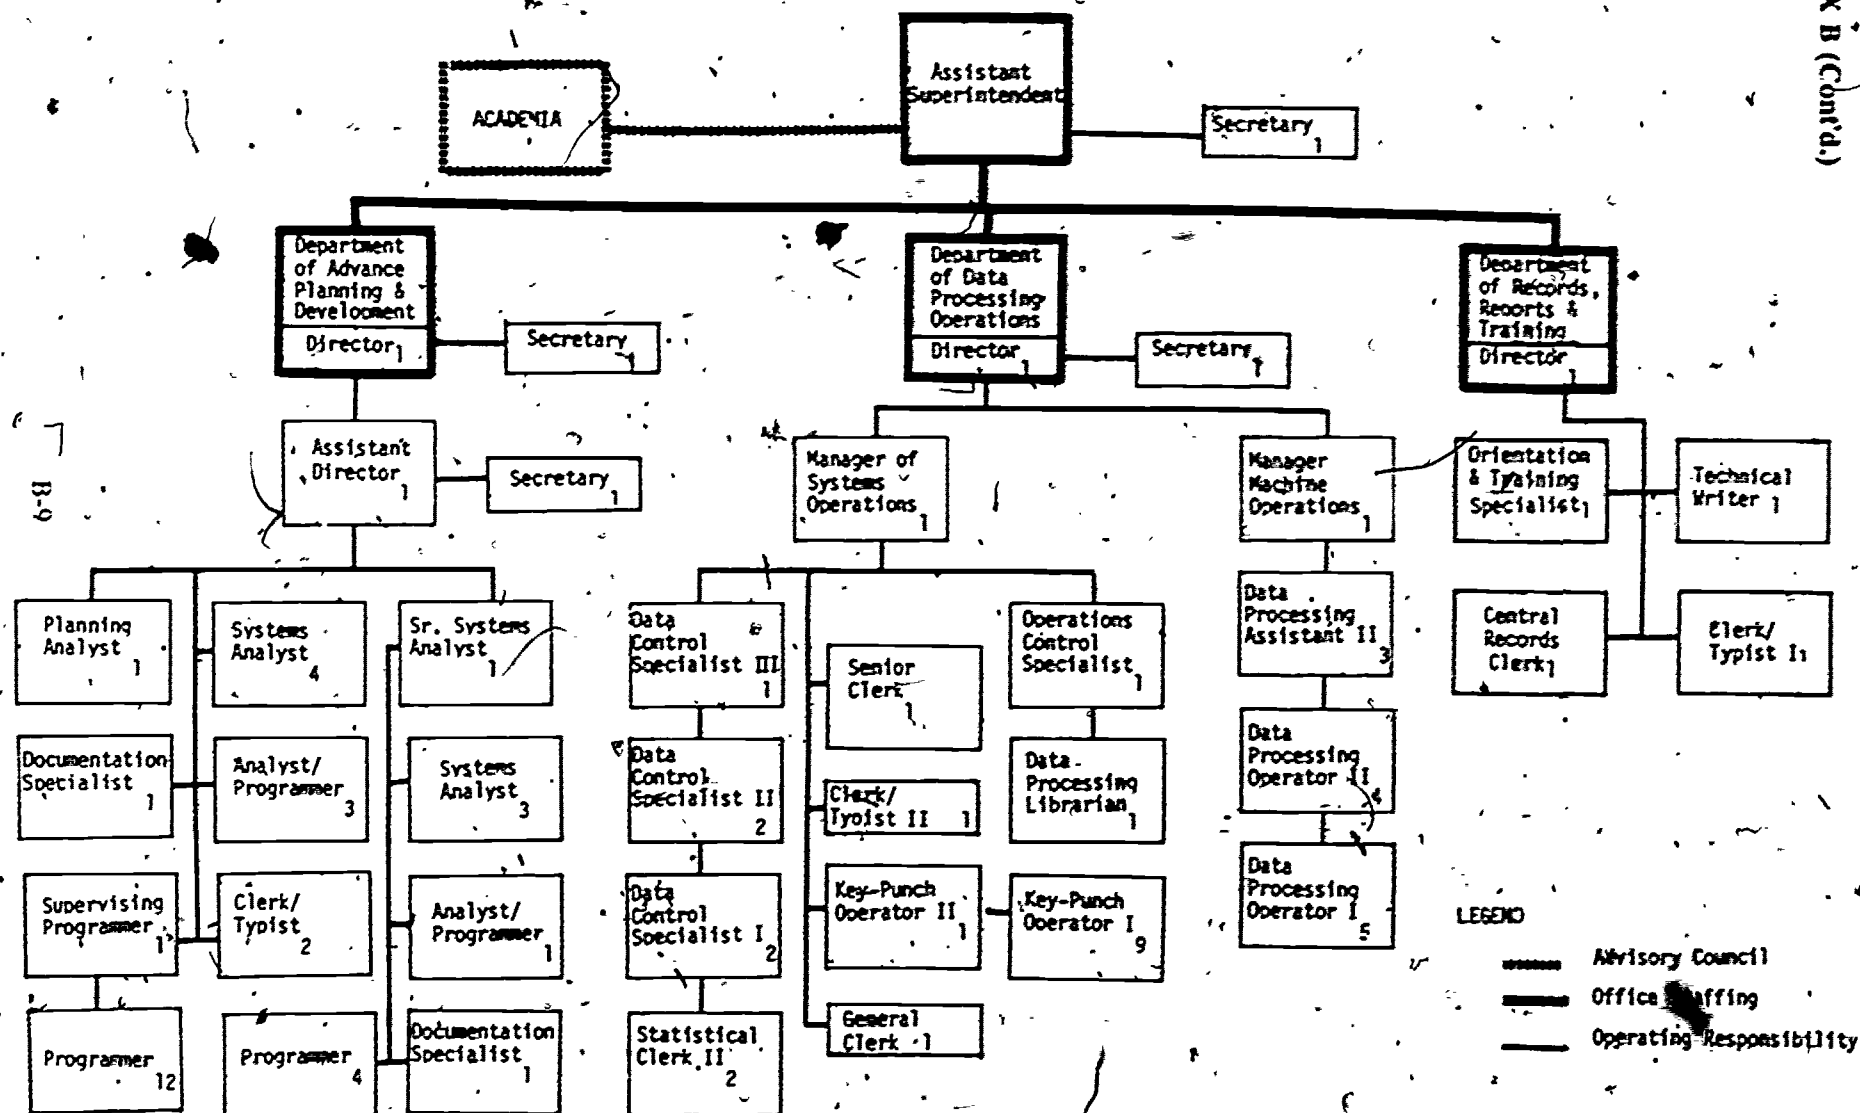 X B (Cont'd.)
B-9
ACADEMIA
Assistant
Superintendent
Secretary
1
Department
of Advance
Planning &
Development
Director 1
Secretary
1
Department
of Data
Processing
Operations
Director 1
Secretary
1
Department
of Records,
Reports &
Training
Director
1
Assistant
Director
1
Secretary
1
Manager of
Systems
Operations
1
Manager
Machine
Operations
1
Orientation
& Training
Specialist 1
Technical
Writer 1
Planning
Analyst
1
Systems
Analyst
4
Sr. Systems
Analyst
1
Data
Control
Specialist III
1
Senior
Clerk
1
Operations
Control
Specialist
1
Data
Processing
Assistant II
3
Central
Records
Clerk 1
Clerk/
Typist I 1
Documentation
Specialist
1
Analyst/
Programmer
3
Systems
Analyst
3
Data
Control
Specialist II
2
Clerk/
Typist II 1
Data
Processing
Librarian
1
Data
Processing
Operator II
Supervising
Programmer
1
Clerk/
Typist
2
Analyst/
Programmer
1
Data
Control
Specialist I
2
Key-Punch
Operator II
1
Key-Punch
Operator I
9
Data
Processing
Operator I
5
Programmer
12
Programmer
4
Documentation
Specialist
1
Statistical
Clerk II
2
General
Clerk 1
LEGEND
Advisory Council
Office Staffing
Operating Responsibility